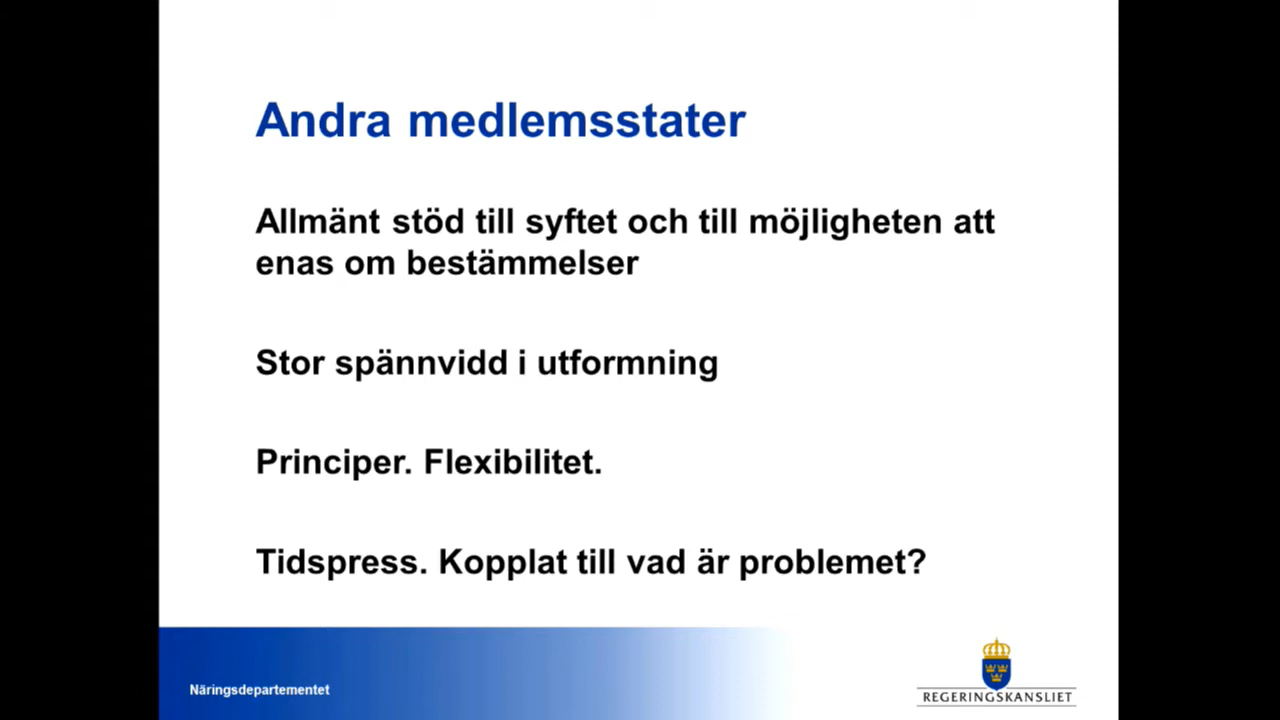 Andra medlemsstater
Allmänt stöd till syftet och till möjligheten att
enas om bestämmelser
Stor spännvidd i utformning
Principer. Flexibilitet.
Tidspress. Kopplat till vad är problemet?
Näringsdepartementet
REGERINGSKANSLIET